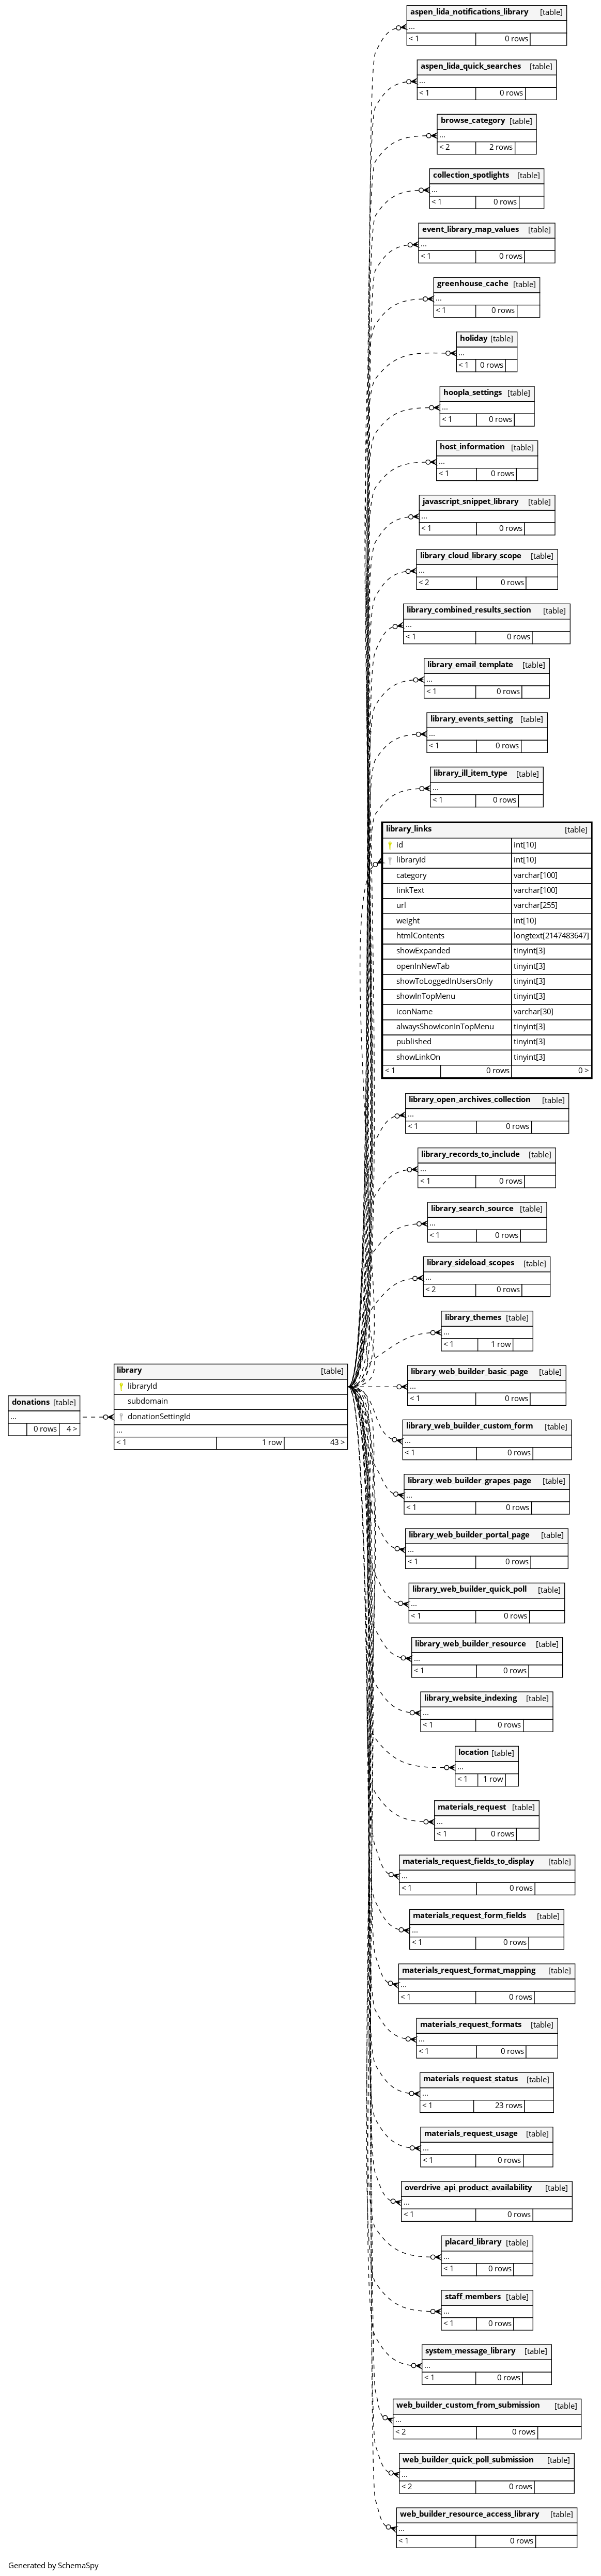 aspen_lida_notifications_library [table]
...
< 1 0 rows
aspen_lida_quick_searches [table]
...
< 1 0 rows
browse_category [table]
...
< 2 2 rows
collection_spotlights [table]
...
< 1 0 rows
event_library_map_values [table]
...
< 1 0 rows
greenhouse_cache [table]
...
< 1 0 rows
holiday [table]
...
< 1 0 rows
hoopla_settings [table]
...
< 1 0 rows
host_information [table]
...
< 1 0 rows
javascript_snippet_library [table]
...
< 1 0 rows
library_cloud_library_scope [table]
...
< 2 0 rows
library_combined_results_section [table]
...
< 1 0 rows
library_email_template [table]
...
< 1 0 rows
library_events_setting [table]
...
< 1 0 rows
library_ill_item_type [table]
...
< 1 0 rows
library_links [table]
id int[10]
libraryId int[10]
category varchar[100]
linkText varchar[100]
url varchar[255]
weight int[10]
htmlContents longtext[2147483647]
showExpanded tinyint[3]
openInNewTab tinyint[3]
showToLoggedInUsersOnly tinyint[3]
showInTopMenu tinyint[3]
iconName varchar[30]
alwaysShowIconInTopMenu tinyint[3]
published tinyint[3]
showLinkOn tinyint[3]
< 1 0 rows 0 >
library_open_archives_collection [table]
...
< 1 0 rows
library_records_to_include [table]
...
< 1 0 rows
library_search_source [table]
...
< 1 0 rows
library_sideload_scopes [table]
...
< 2 0 rows
library_themes [table]
...
< 1 1 row
library [table]
libraryId
subdomain
donationSettingId
...
< 1 1 row 43 >
donations [table]
...
0 rows 4 >
library_web_builder_basic_page [table]
...
< 1 0 rows
library_web_builder_custom_form [table]
...
< 1 0 rows
library_web_builder_grapes_page [table]
...
< 1 0 rows
library_web_builder_portal_page [table]
...
< 1 0 rows
library_web_builder_quick_poll [table]
...
< 1 0 rows
library_web_builder_resource [table]
...
< 1 0 rows
library_website_indexing [table]
...
< 1 0 rows
location [table]
...
< 1 1 row
materials_request [table]
...
< 1 0 rows
materials_request_fields_to_display [table]
...
< 1 0 rows
materials_request_form_fields [table]
...
< 1 0 rows
materials_request_format_mapping [table]
...
< 1 0 rows
materials_request_formats [table]
...
< 1 0 rows
materials_request_status [table]
...
< 1 23 rows
materials_request_usage [table]
...
< 1 0 rows
overdrive_api_product_availability [table]
...
< 1 0 rows
placard_library [table]
...
< 1 0 rows
staff_members [table]
...
< 1 0 rows
system_message_library [table]
...
< 1 0 rows
web_builder_custom_from_submission [table]
...
< 2 0 rows
web_builder_quick_poll_submission [table]
...
< 2 0 rows
web_builder_resource_access_library [table]
...
< 1 0 rows
Generated by SchemaSpy